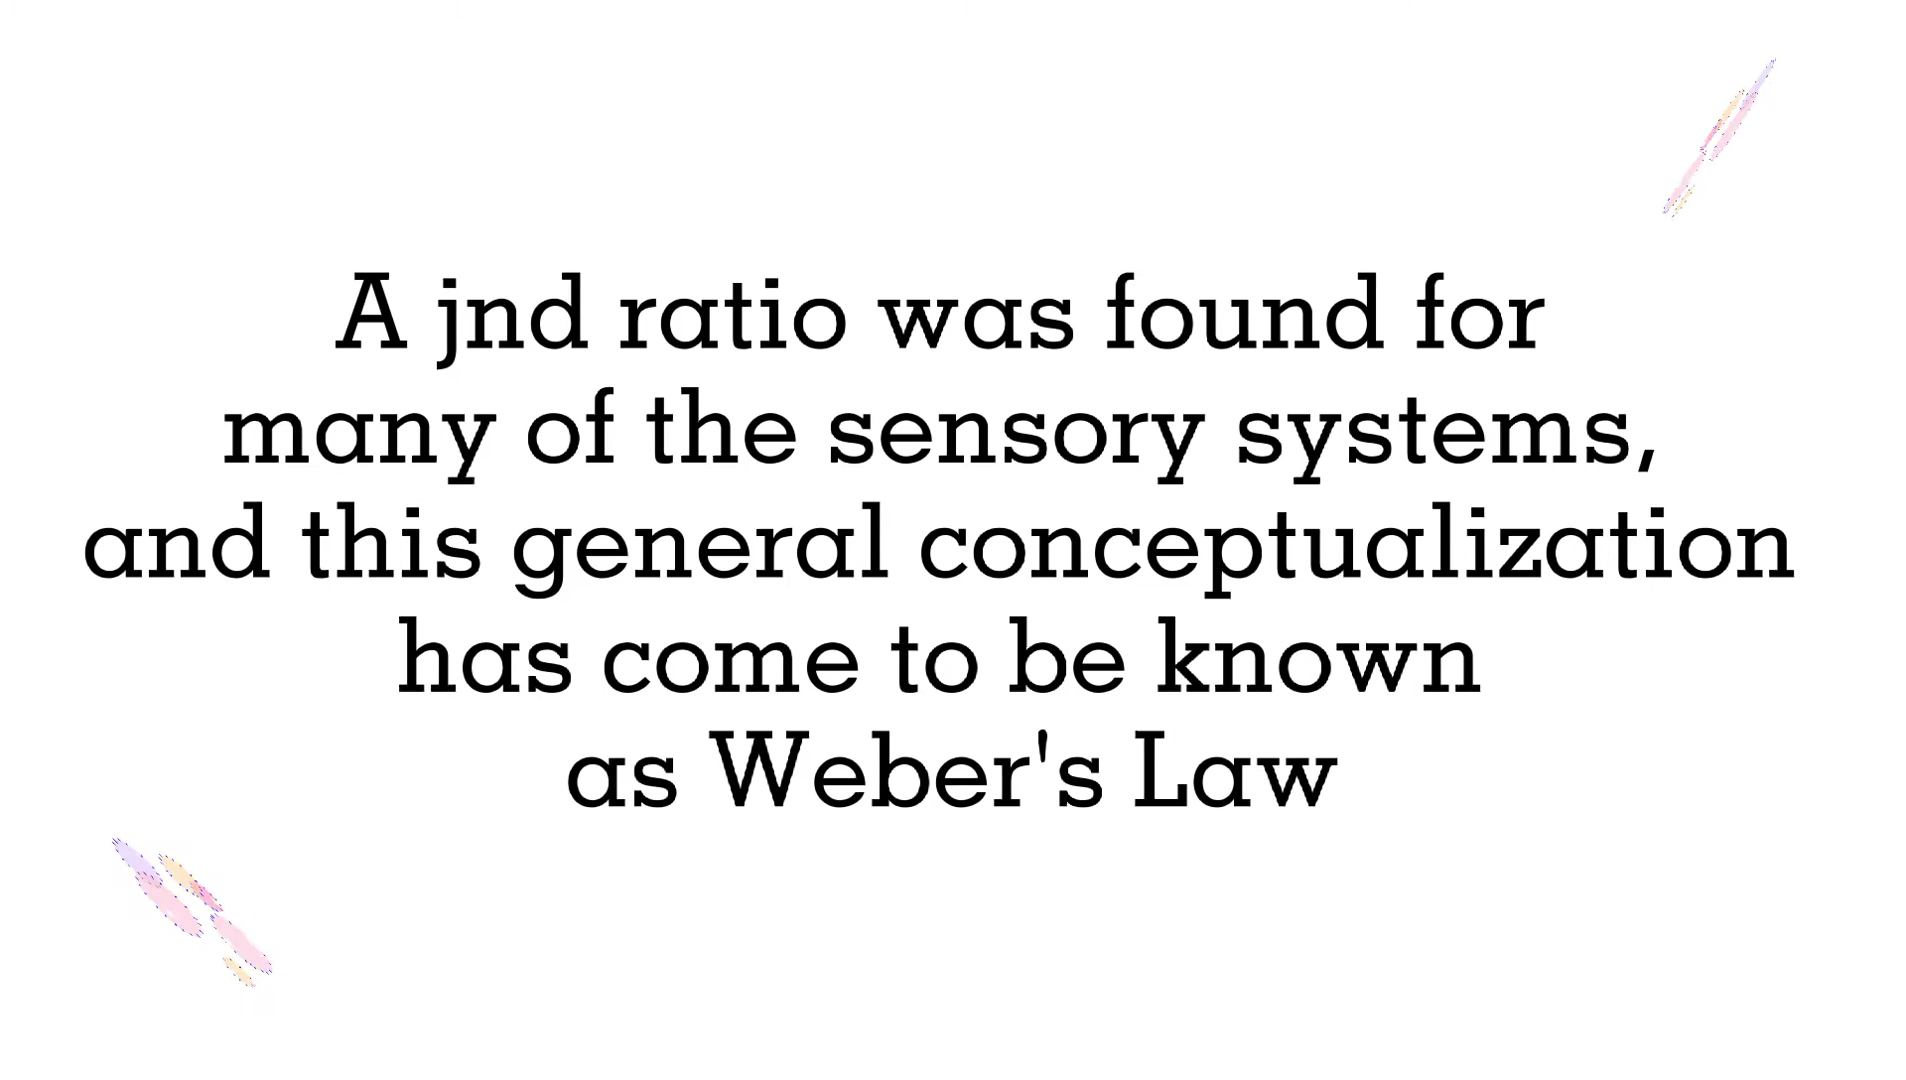 A jnd ratio was found for
many of the sensory systems,
and this general conceptualization
has come to be known
as Weber's Law